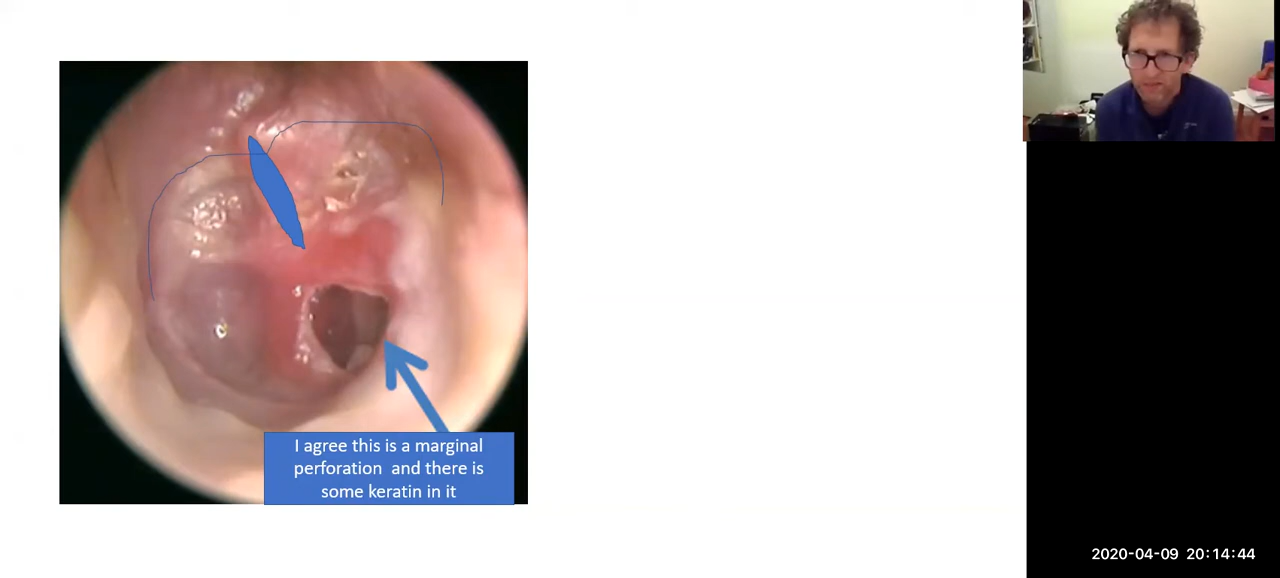 I agree this is a marginal
perforation  and there is
some keratin in it
2020-04-09 20:14:44